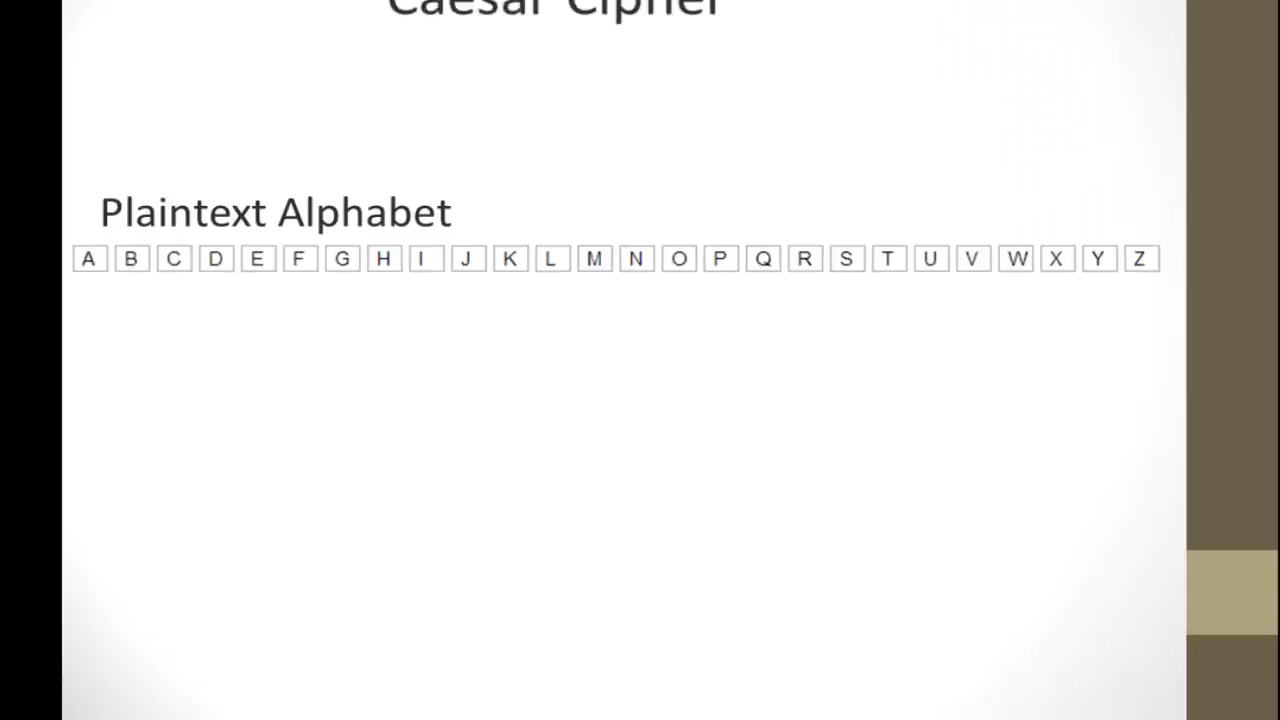 Caesar Cipher
Plaintext Alphabet
A B C D E F G H I J K L M N O P Q R S T U V W X Y Z